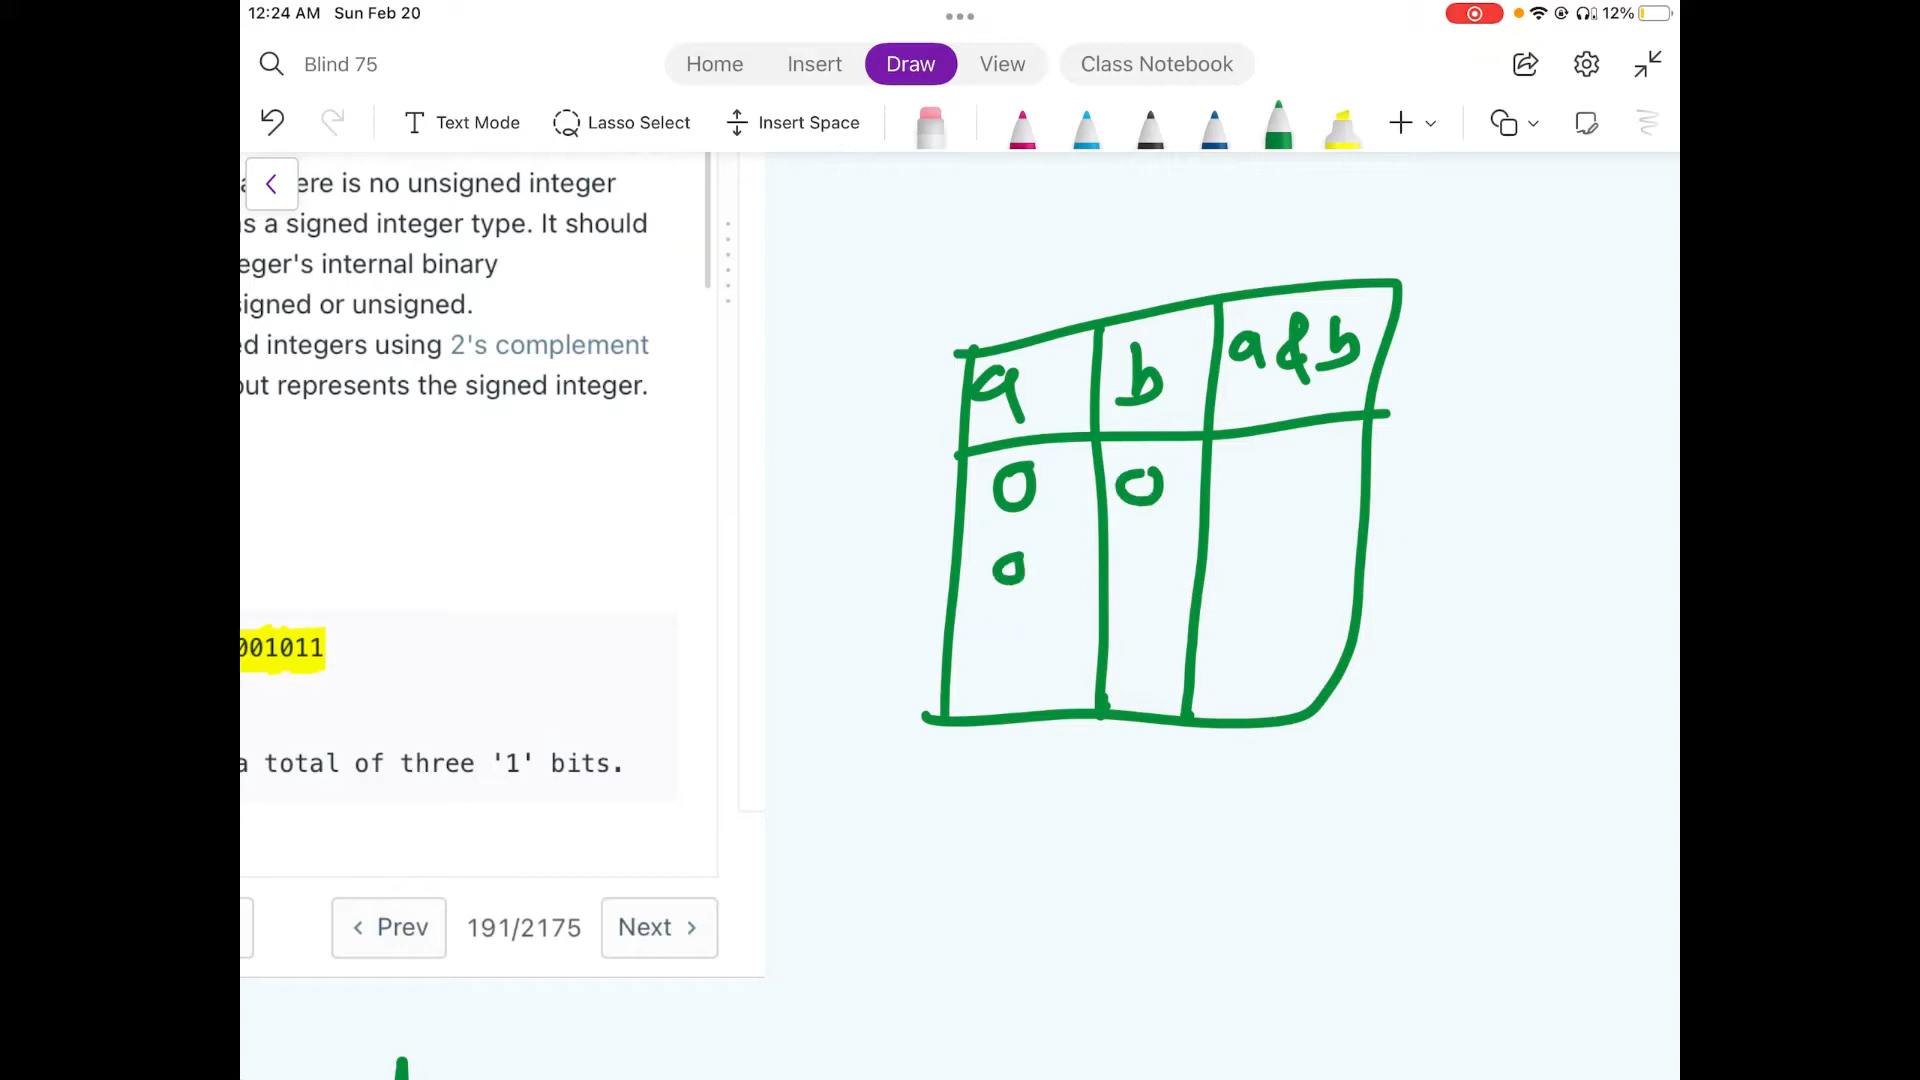 12:24 AM Sun Feb 20
12%
Blind 75
Home Insert Draw View Class Notebook
Text Mode Lasso Select Insert Space
ere is no unsigned integer
s a signed integer type. It should
eger's internal binary
signed or unsigned.
ed integers using 2's complement
out represents the signed integer.
001011
a total of three '1' bits.
Prev 191/2175 Next
a b a&b
0 0
0